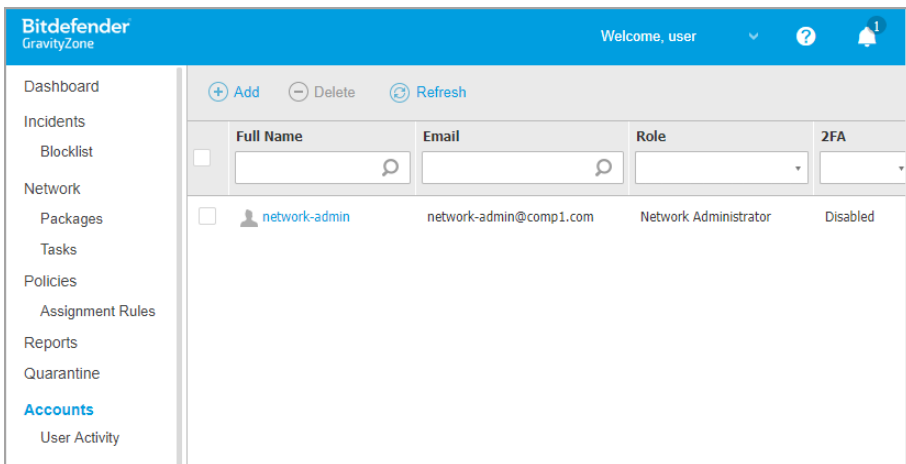 Bitdefender
GravityZone
Welcome, user
?
1
Dashboard
Incidents
Blocklist
Network
Packages
Tasks
Policies
Assignment Rules
Reports
Quarantine
Accounts
User Activity
Add Delete Refresh
Full Name Email Role 2FA
network-admin network-admin@comp1.com Network Administrator Disabled